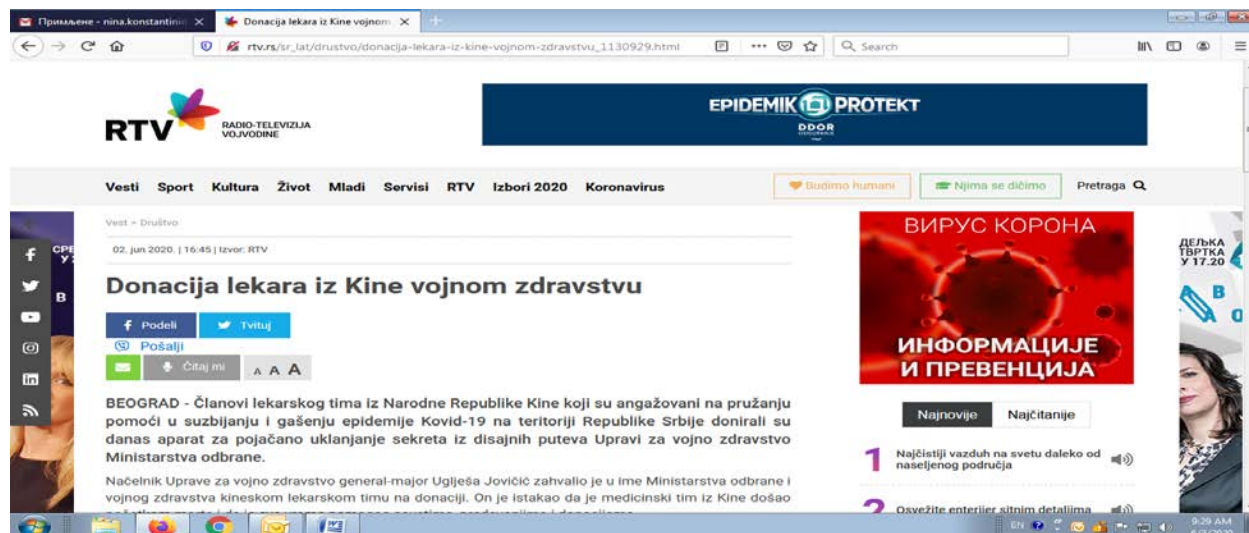 Примљене - nina.konstantini
Donacija lekara iz Kine vojnom
rtv.rs/sr_lat/drustvo/donacija-lekara-iz-kine-vojnom-zdravstvu_1130929.html
Search
RTV
RADIO-TELEVIZIJA
VOJVODINE
EPIDEMIK PROTEKT
DDOR
Vesti Sport Kultura Život Mladi Servisi RTV Izbori 2020 Koronavirus
Budimo humani
Njima se dičimo
Pretraga
Vesti - Društvo
02. jun 2020. | 16:45 | Izvor: RTV
Donacija lekara iz Kine vojnom zdravstvu
Podeli
Tvituj
Pošalji
Čitaj mi
A A A
BEOGRAD - Članovi lekarskog tima iz Narodne Republike Kine koji su angažovani na pružanju
pomoći u suzbijanju i gašenju epidemije Kovid-19 na teritoriji Republike Srbije donirali su
danas aparat za pojačano uklanjanje sekreta iz disajnih puteva Upravi za vojno zdravstvo
Ministarstva odbrane.
Načelnik Uprave za vojno zdravstvo general-major Uglješa Jovičić zahvalio je u ime Ministarstva odbrane i
vojnog zdravstva kineskom lekarskom timu na donaciji. On je istakao da je medicinski tim iz Kine došao
ВИРУС КОРОНА
ИНФОРМАЦИЈЕ
И ПРЕВЕНЦИЈА
Najnovije
Najčitanije
1
Najčistiji vazduh na svetu daleko od
naseljenog područja
2
Osvežite enterijer sitnim detaljima
У 17.20
EN
9:29 AM